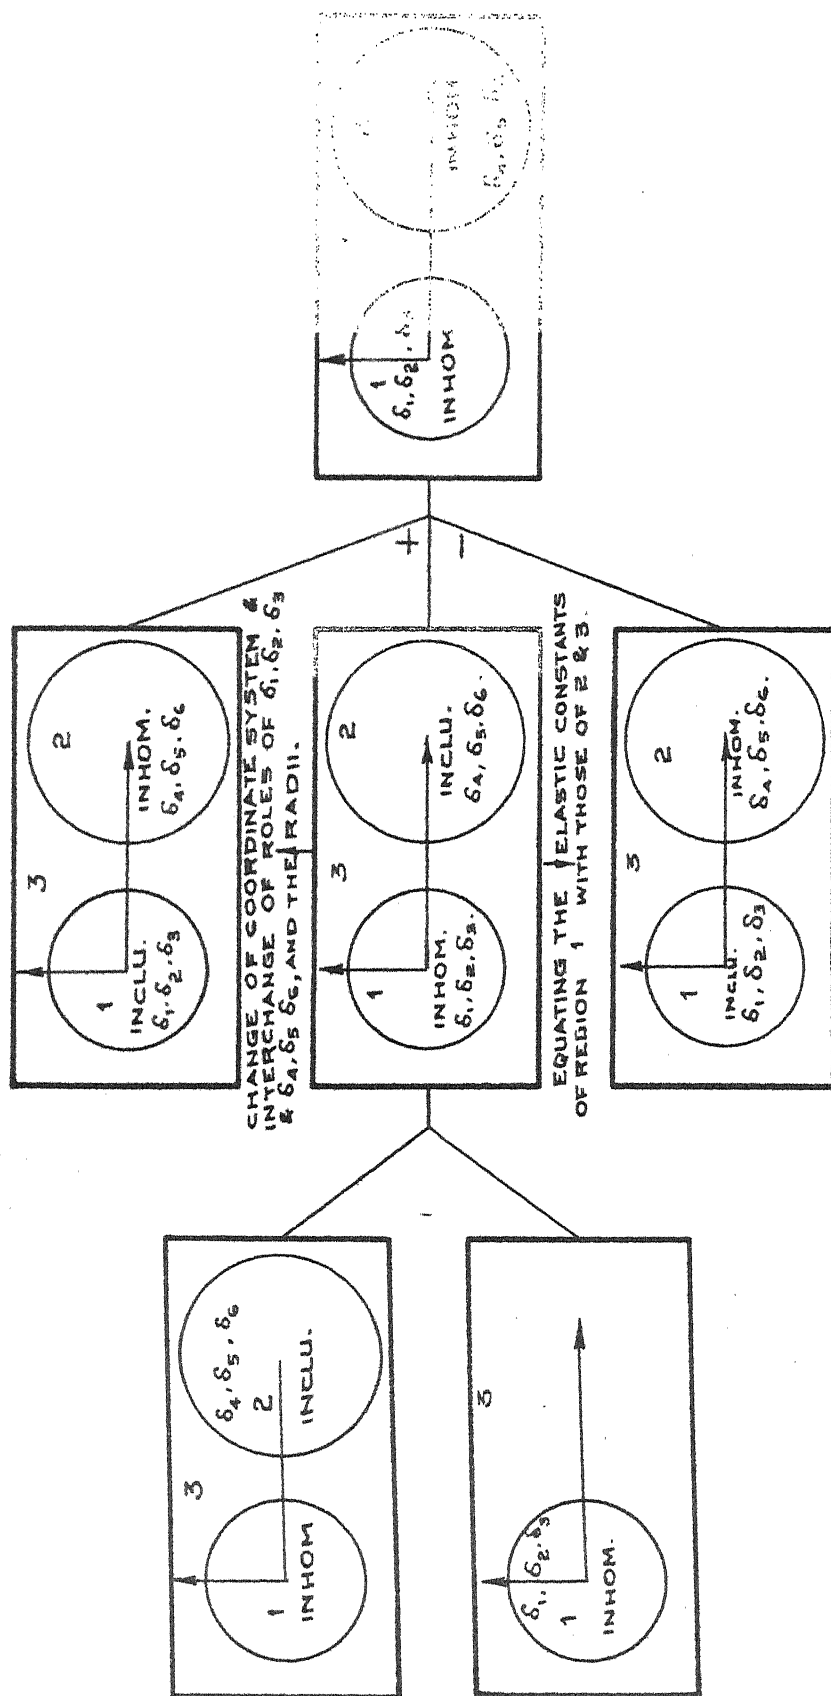 3
δ₄, δ₅, δ₆
2
INCLU.
1
INHOM
3
δ₁, δ₂, δ₃
1
INHOM.
3
2
1
INCLU.
δ₁, δ₂, δ₃
INHOM.
δ₄, δ₅, δ₆
CHANGE OF COORDINATE SYSTEM &
INTERCHANGE OF ROLES OF δ₁, δ₂, δ₃
& δ₄, δ₅ δ₆, AND THE RADII.
3
2
1
INHOM.
δ₁, δ₂, δ₃.
INCLU.
δ₄, δ₅, δ₆.
EQUATING THE ELASTIC CONSTANTS
OF REGION 1 WITH THOSE OF 2 & 3.
3
2
1
INCLU.
δ₁, δ₂, δ₃
INHOM.
δ₄, δ₅, δ₆.
+
−
1
δ₁, δ₂, δ₃
INHOM
INHOM